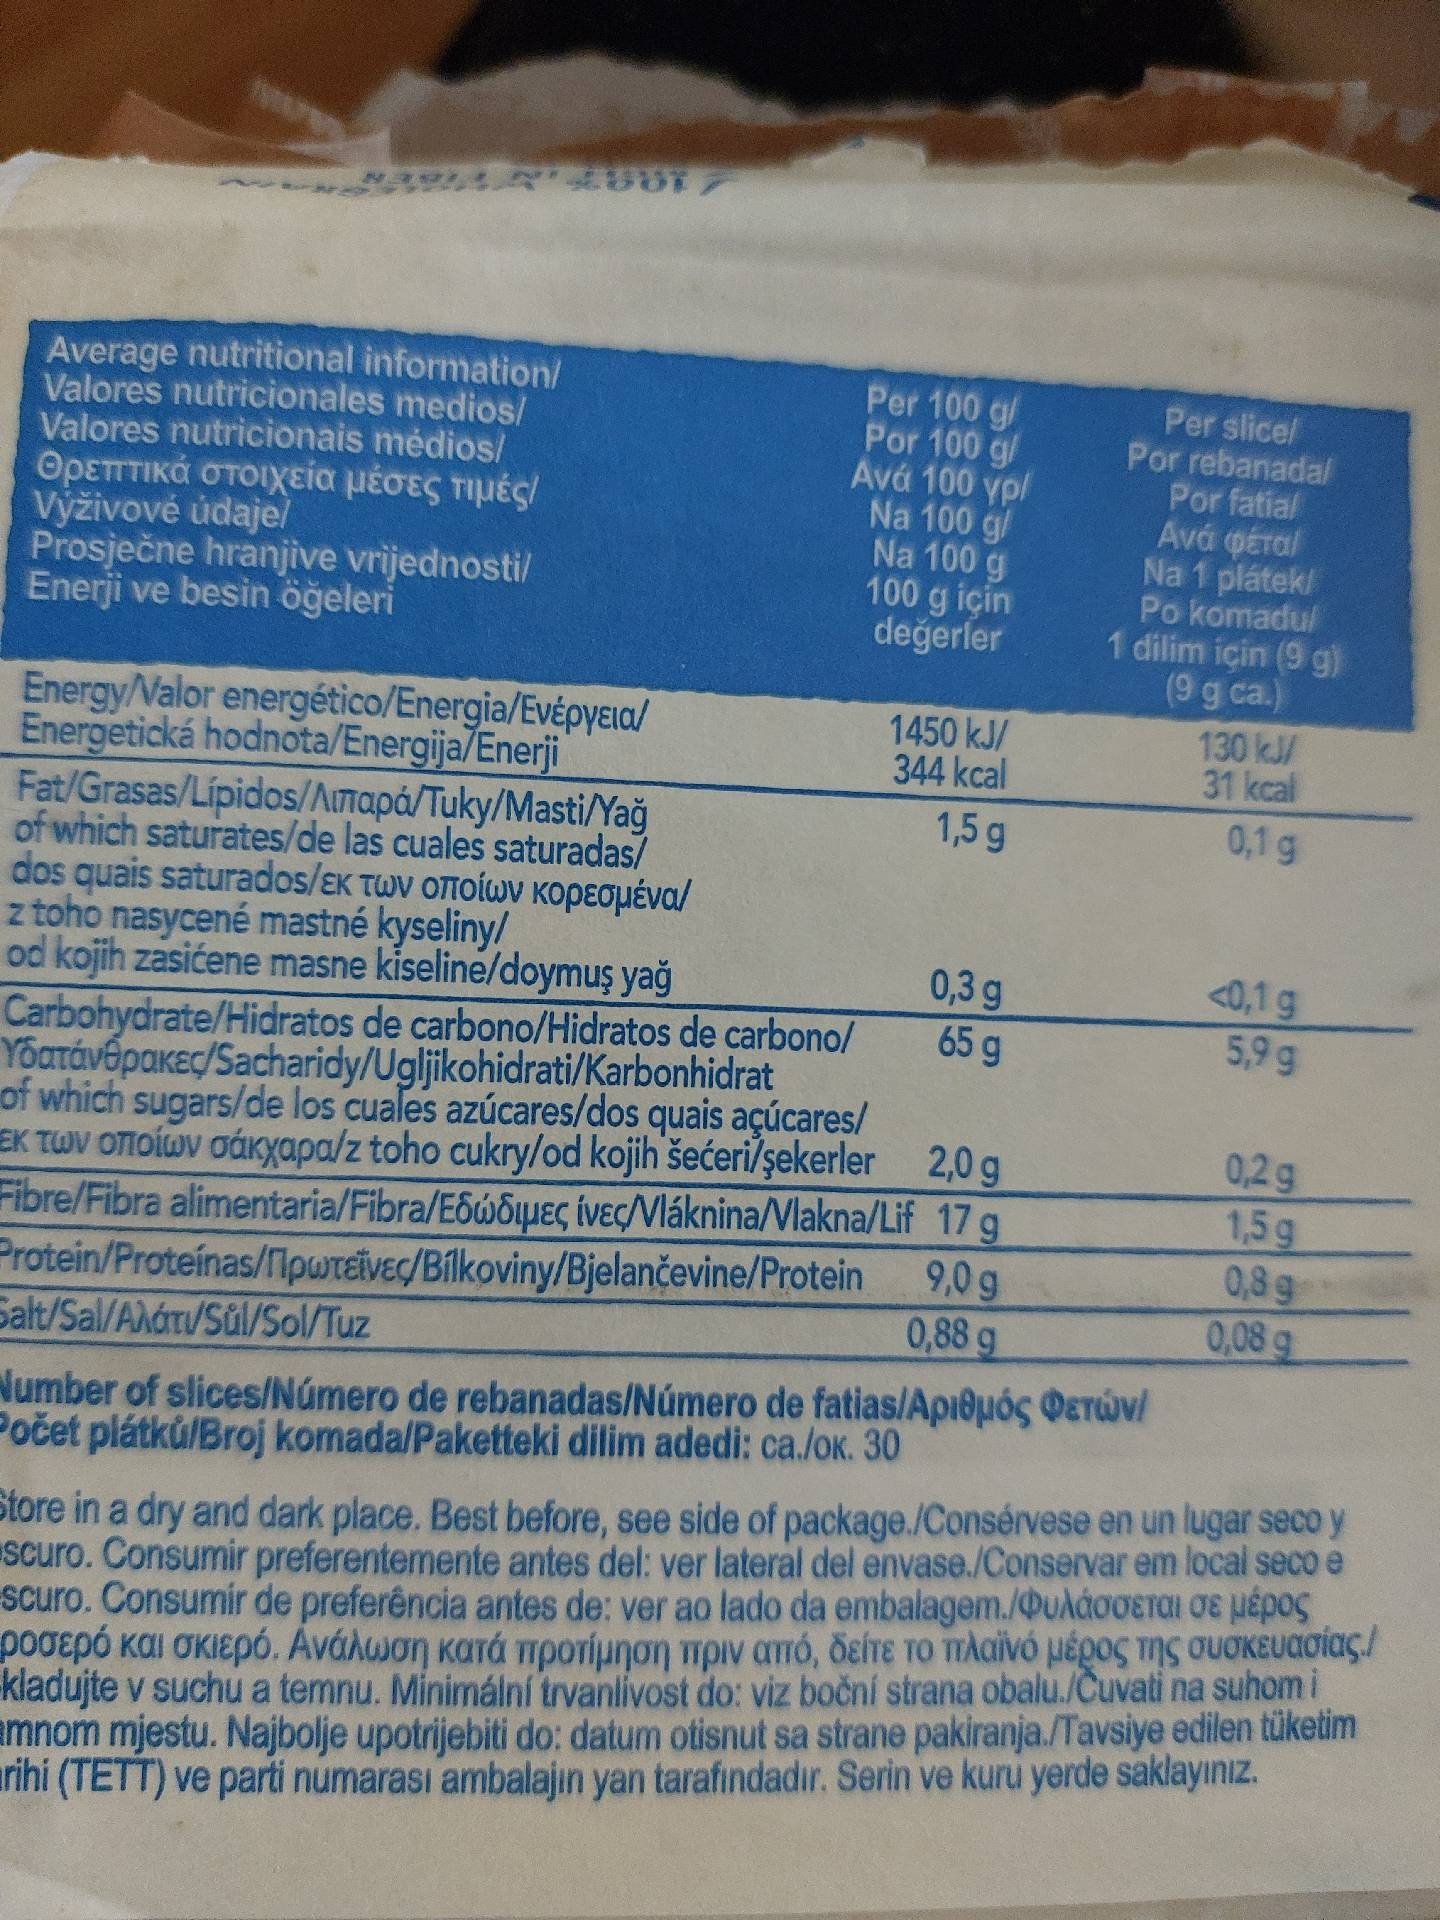 100% WHOLEGRAIN
IN FIBER
Average nutritional information/
Valores nutricionales medios/
Valores nutricionais médios/
Θρεπτικά στοιχεία μέσες τιμές/
Výživové údaje/
Prosječne hranjive vrijednosti/
Enerji ve besin öğeleri
Per 100 g/
Por 100 g/
Ανά 100 γρ/
Na 100 g/
Na 100 g
100 g için
değerler
Per slice/
Por rebanada/
Por fatia/
Ανά φέτα/
Na 1 plátek/
Po komadu/
1 dilim için (9 g)
(9 g ca.)
Energy/Valor energético/Energia/Ενέργεια/ 1450 kJ/ 130 kJ/
Energetická hodnota/Energija/Enerji 344 kcal 31 kcal
Fat/Grasas/Lípidos/Λιπαρά/Tuky/Masti/Yağ 1,5 g 0,1 g
of which saturates/de las cuales saturadas/
dos quais saturados/εκ των οποίων κορεσμένα/
z toho nasycené mastné kyseliny/
od kojih zasićene masne kiseline/doymuş yağ 0,3 g <0,1 g
Carbohydrate/Hidratos de carbono/Hidratos de carbono/ 65 g 5,9 g
Υδατάνθρακες/Sacharidy/Ugljikohidrati/Karbonhidrat
of which sugars/de los cuales azúcares/dos quais açúcares/
εκ των οποίων σάκχαρα/z toho cukry/od kojih šećeri/şekerler 2,0 g 0,2 g
Fibre/Fibra alimentaria/Fibra/Εδώδιμες ίνες/Vláknina/Vlakna/Lif 17 g 1,5 g
Protein/Proteínas/Πρωτεΐνες/Bílkoviny/Bjelančevine/Protein 9,0 g 0,8 g
Salt/Sal/Αλάτι/Sůl/Sol/Tuz 0,88 g 0,08 g
Number of slices/Número de rebanadas/Número de fatias/Αριθμός Φετών/
Počet plátků/Broj komada/Paketteki dilim adedi: ca./οκ. 30
Store in a dry and dark place. Best before, see side of package./Consérvese en un lugar seco y
oscuro. Consumir preferentemente antes del: ver lateral del envase./Conservar em local seco e
escuro. Consumir de preferência antes de: ver ao lado da embalagem./Φυλάσσεται σε μέρος
ροσερό και σκιερό. Ανάλωση κατά προτίμηση πριν από, δείτε το πλαϊνό μέρος της συσκευασίας./
kladujte v suchu a temnu. Minimální trvanlivost do: viz boční strana obalu./Čuvati na suhom i
amnom mjestu. Najbolje upotrijebiti do: datum otisnut sa strane pakiranja./Tavsiye edilen tüketim
arihi (TETT) ve parti numarası ambalajın yan tarafındadır. Serin ve kuru yerde saklayınız.